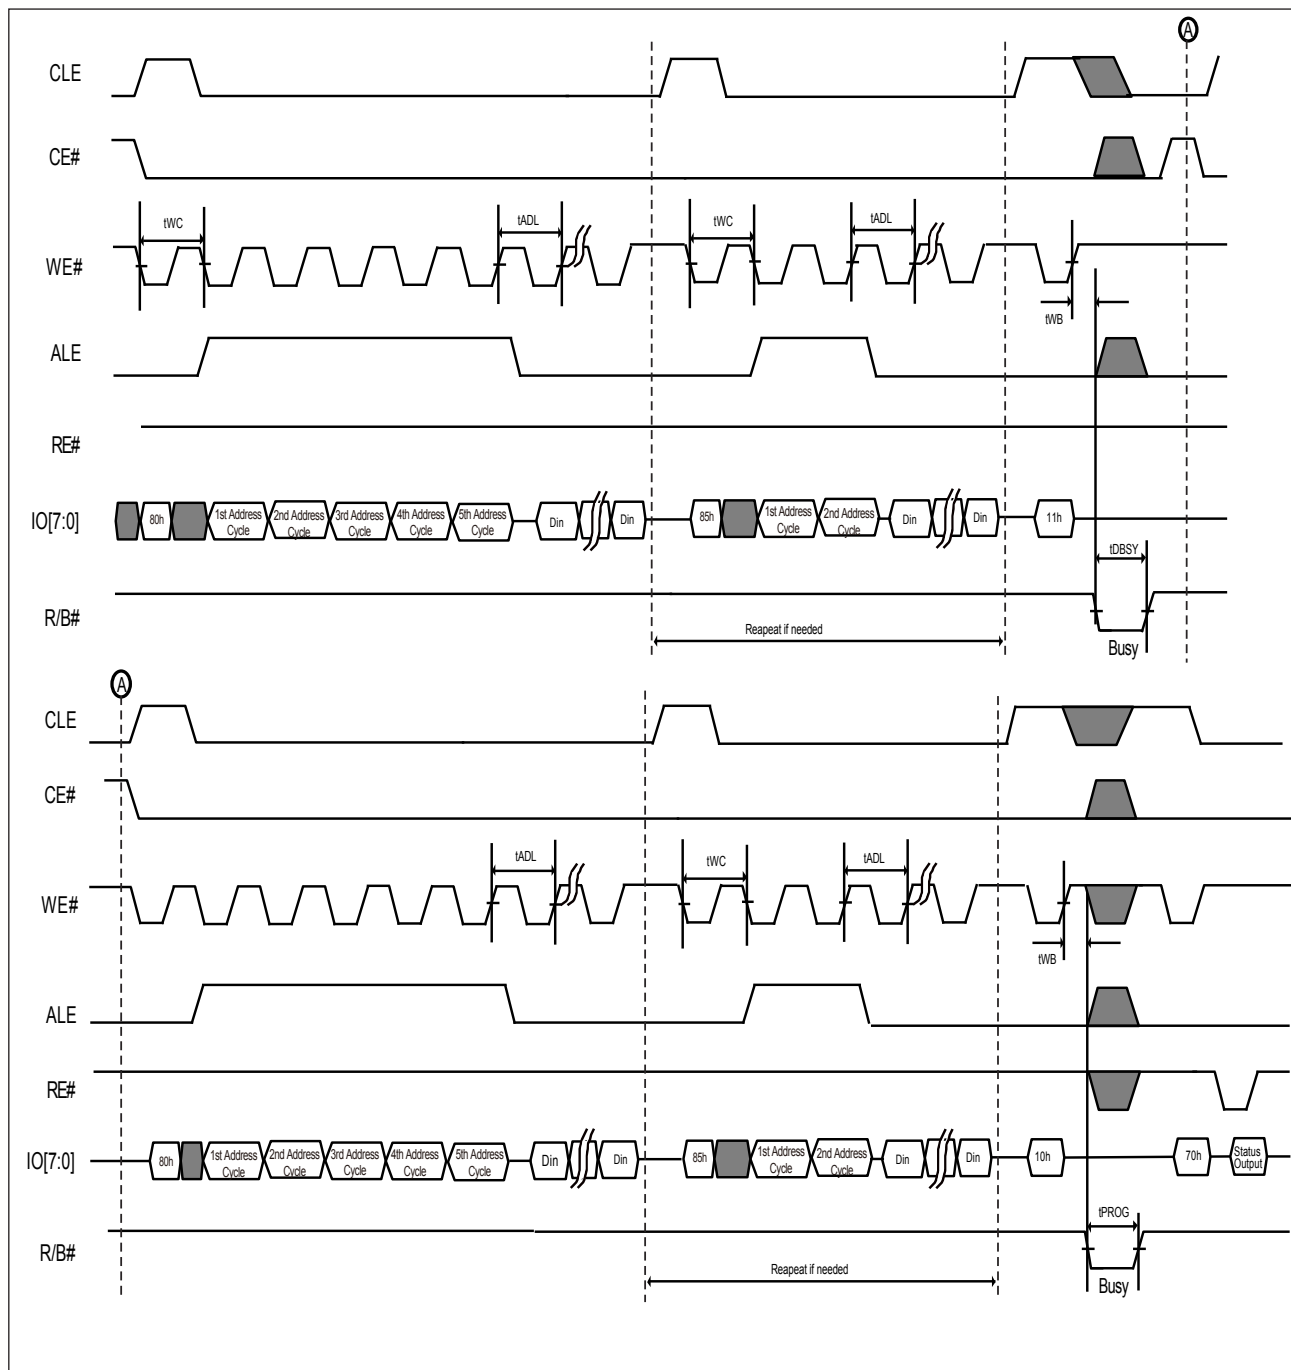 A
CLE
CE#
tWC
tADL
tWC
tADL
WE#
tWB
ALE
RE#
IO[7:0]
80h
1st Address Cycle
2nd Address Cycle
3rd Address Cycle
4th Address Cycle
5th Address Cycle
Din
Din
85h
1st Address Cycle
2nd Address Cycle
Din
Din
11h
tDBSY
R/B#
Reapeat if needed
Busy
A
CLE
CE#
tADL
tWC
tADL
WE#
tWB
ALE
RE#
IO[7:0]
80h
1st Address Cycle
2nd Address Cycle
3rd Address Cycle
4th Address Cycle
5th Address Cycle
Din
Din
85h
1st Address Cycle
2nd Address Cycle
Din
Din
10h
70h
Status Output
tPROG
R/B#
Reapeat if needed
Busy